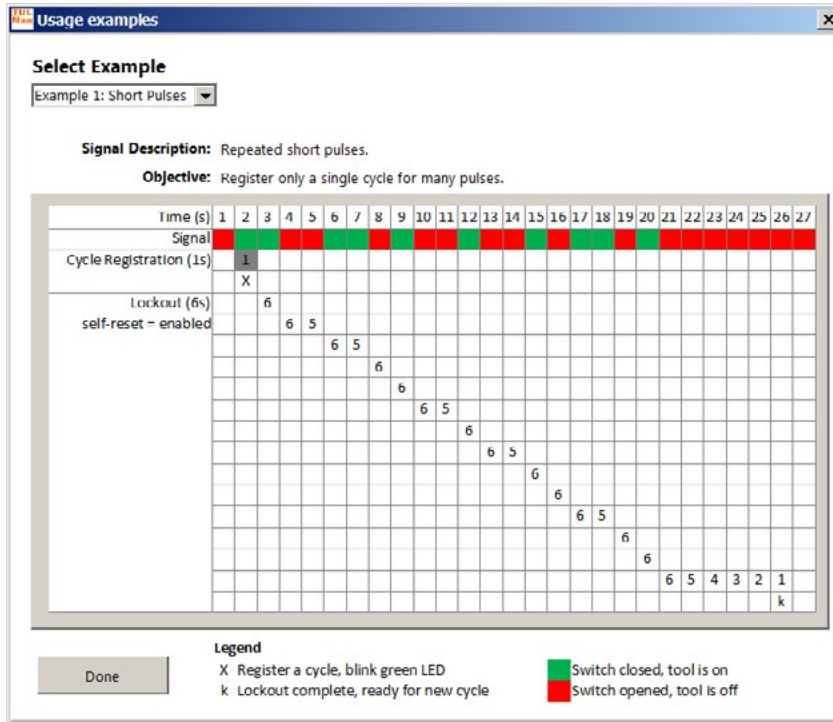 TUL
Man Usage examples
Select Example
Example 1: Short Pulses
Signal Description: Repeated short pulses.
Objective: Register only a single cycle for many pulses.
Time (s) 1 2 3 4 5 6 7 8 9 10 11 12 13 14 15 16 17 18 19 20 21 22 23 24 25 26 27
Signal
Cycle Registration (1s) 1
X
Lockout (6s) 6
self-reset = enabled 6 5
6 5
6
6
6 5
6
6 5
6
6
6 5
6
6
6 5 4 3 2 1
k
Legend
X Register a cycle, blink green LED
Switch closed, tool is on
Done
k Lockout complete, ready for new cycle
Switch opened, tool is off